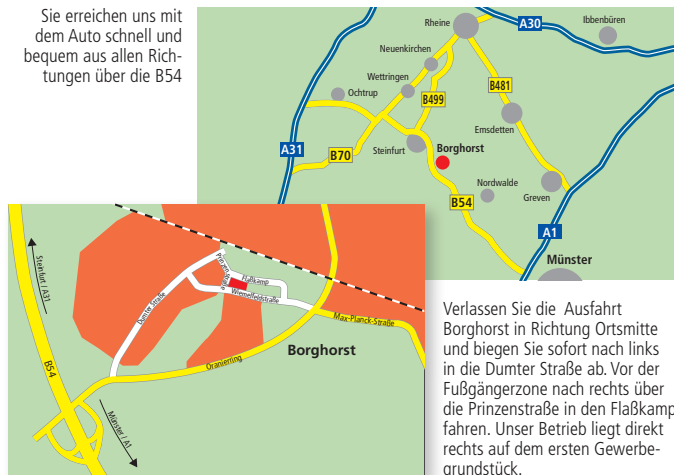 Sie erreichen uns mit
dem Auto schnell und
bequem aus allen Rich-
tungen über die B54
Rheine
A30
Ibbenbüren
Neuenkirchen
Wettringen
Ochtrup
B499
B481
Emsdetten
A31
B70
Steinfurt
Borghorst
Nordwalde
Greven
B54
A1
Münster
Steinfurt / A31
Prinzenstraße
Flaßkamp
Wiemelfeldstraße
Dumter Straße
Max-Planck-Straße
Borghorst
Oranierring
B54
Münster / A1
Verlassen Sie die Ausfahrt
Borghorst in Richtung Ortsmitte
und biegen Sie sofort nach links
in die Dumter Straße ab. Vor der
Fußgängerzone nach rechts über
die Prinzenstraße in den Flaßkamp
fahren. Unser Betrieb liegt direkt
rechts auf dem ersten Gewerbe-
grundstück.